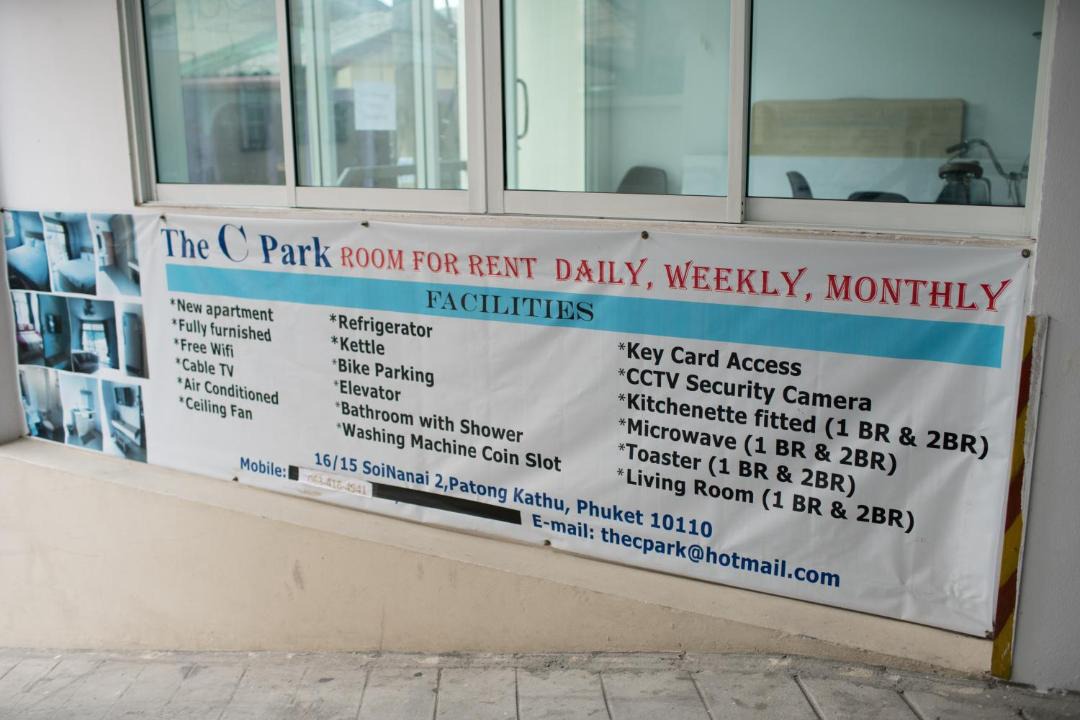 The C Park ROOM FOR RENT DAILY, WEEKLY, MONTHLY
FACILITIES
*New apartment
*Fully furnished
*Free Wifi
*Cable TV
*Air Conditioned
*Ceiling Fan
*Refrigerator
*Kettle
*Bike Parking
*Elevator
*Bathroom with Shower
*Washing Machine Coin Slot
*Key Card Access
*CCTV Security Camera
*Kitchenette fitted (1 BR & 2BR)
*Microwave (1 BR & 2BR)
*Toaster (1 BR & 2BR)
*Living Room (1 BR & 2BR)
16/15 SoiNanai 2,Patong Kathu, Phuket 10110
Mobile:
E-mail: thecpark@hotmail.com